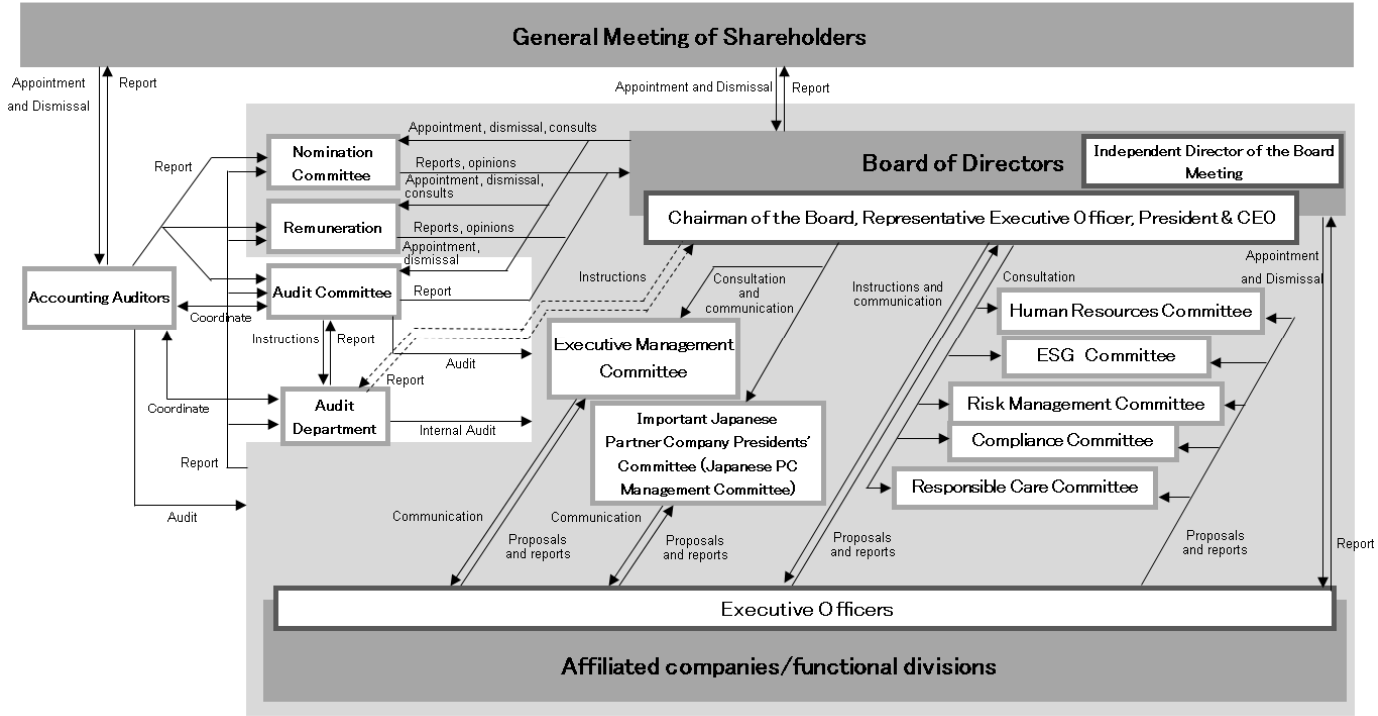 General Meeting of Shareholders
Appointment
and Dismissal
Report
Appointment and Dismissal
Report
Appointment, dismissal, consults
Nomination
Committee
Report
Reports, opinions
Appointment, dismissal,
consults
Board of Directors
Independent Director of the Board
Meeting
Remuneration
Reports, opinions
Chairman of the Board, Representative Executive Officer, President & CEO
Appointment,
dismissal
Accounting Auditors
Audit Committee
Report
Coordinate
Instructions
Consultation
and
communication
Instructions and
communication
Consultation
Appointment
and Dismissal
Human Resources Committee
ESG Committee
Risk Management Committee
Compliance Committee
Responsible Care Committee
Instructions
Report
Audit
Report
Executive Management
Committee
Coordinate
Audit
Department
Internal Audit
Important Japanese
Partner Company Presidents'
Committee (Japanese PC
Management Committee)
Report
Audit
Communication
Proposals
and reports
Communication
Proposals
and reports
Proposals
and reports
Proposals
and reports
Report
Executive Officers
Affiliated companies/functional divisions